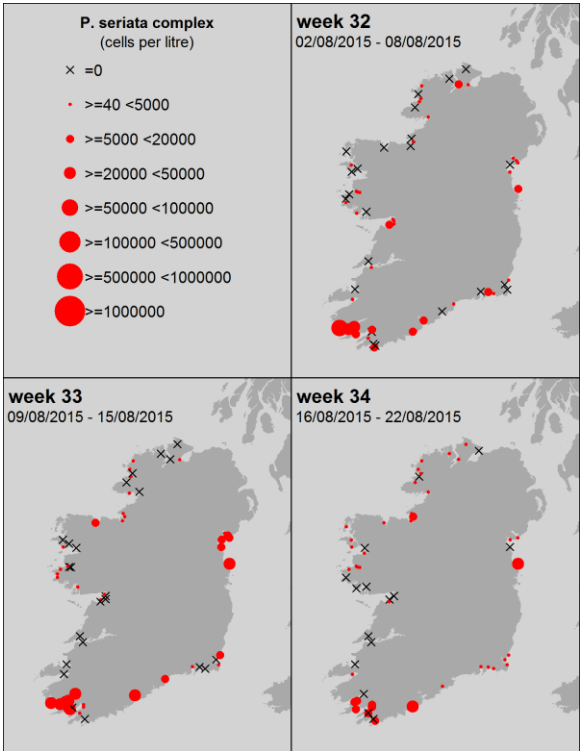 P. seriata complex
(cells per litre)
=0
>=40 <5000
>=5000 <20000
>=20000 <50000
>=50000 <100000
>=100000 <500000
>=500000 <1000000
>=1000000
week 32
02/08/2015 - 08/08/2015
week 33
09/08/2015 - 15/08/2015
week 34
16/08/2015 - 22/08/2015